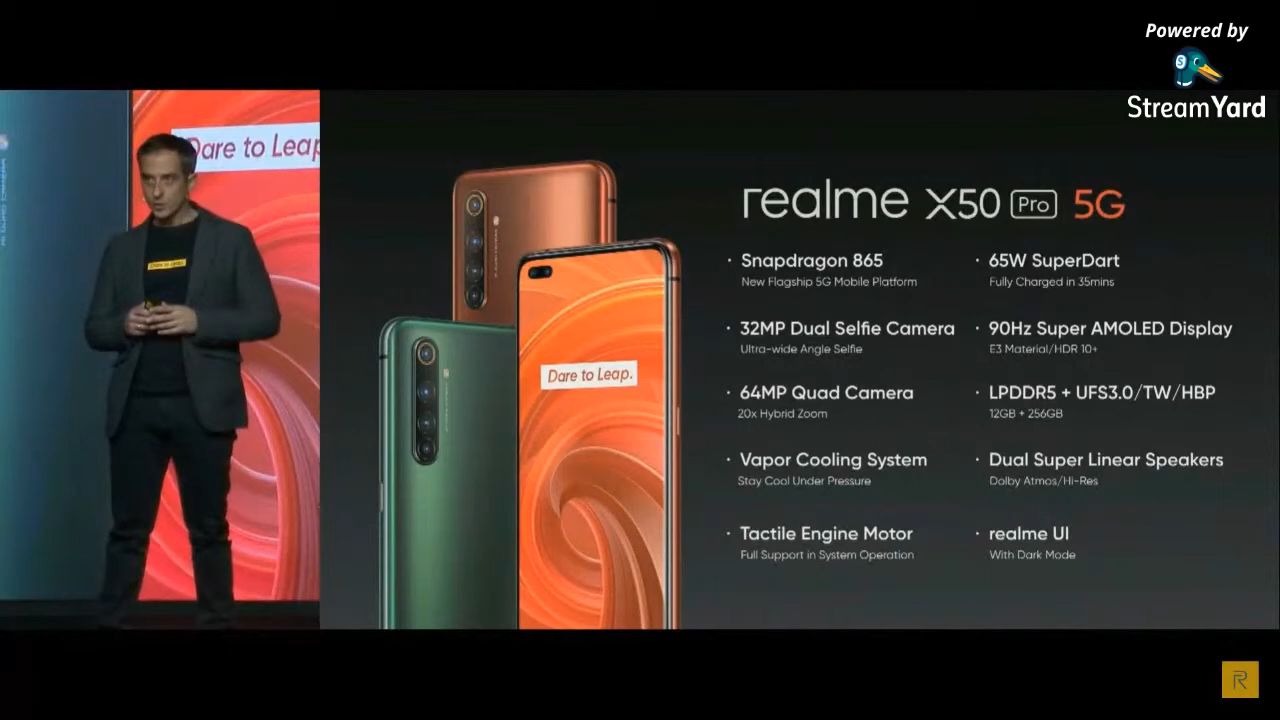 Powered by
StreamYard
Dare to Leap
realme X50 Pro 5G
· Snapdragon 865
New Flagship 5G Mobile Platform
· 32MP Dual Selfie Camera
Ultra-wide Angle Selfie
· 64MP Quad Camera
20x Hybrid Zoom
· Vapor Cooling System
Stay Cool Under Pressure
· Tactile Engine Motor
Full Support in System Operation
· 65W SuperDart
Fully Charged in 35mins
· 90Hz Super AMOLED Display
E3 Material/HDR 10+
· LPDDR5 + UFS3.0/TW/HBP
12GB + 256GB
· Dual Super Linear Speakers
Dolby Atmos/Hi-Res
· realme UI
With Dark Mode
Dare to Leap.
R